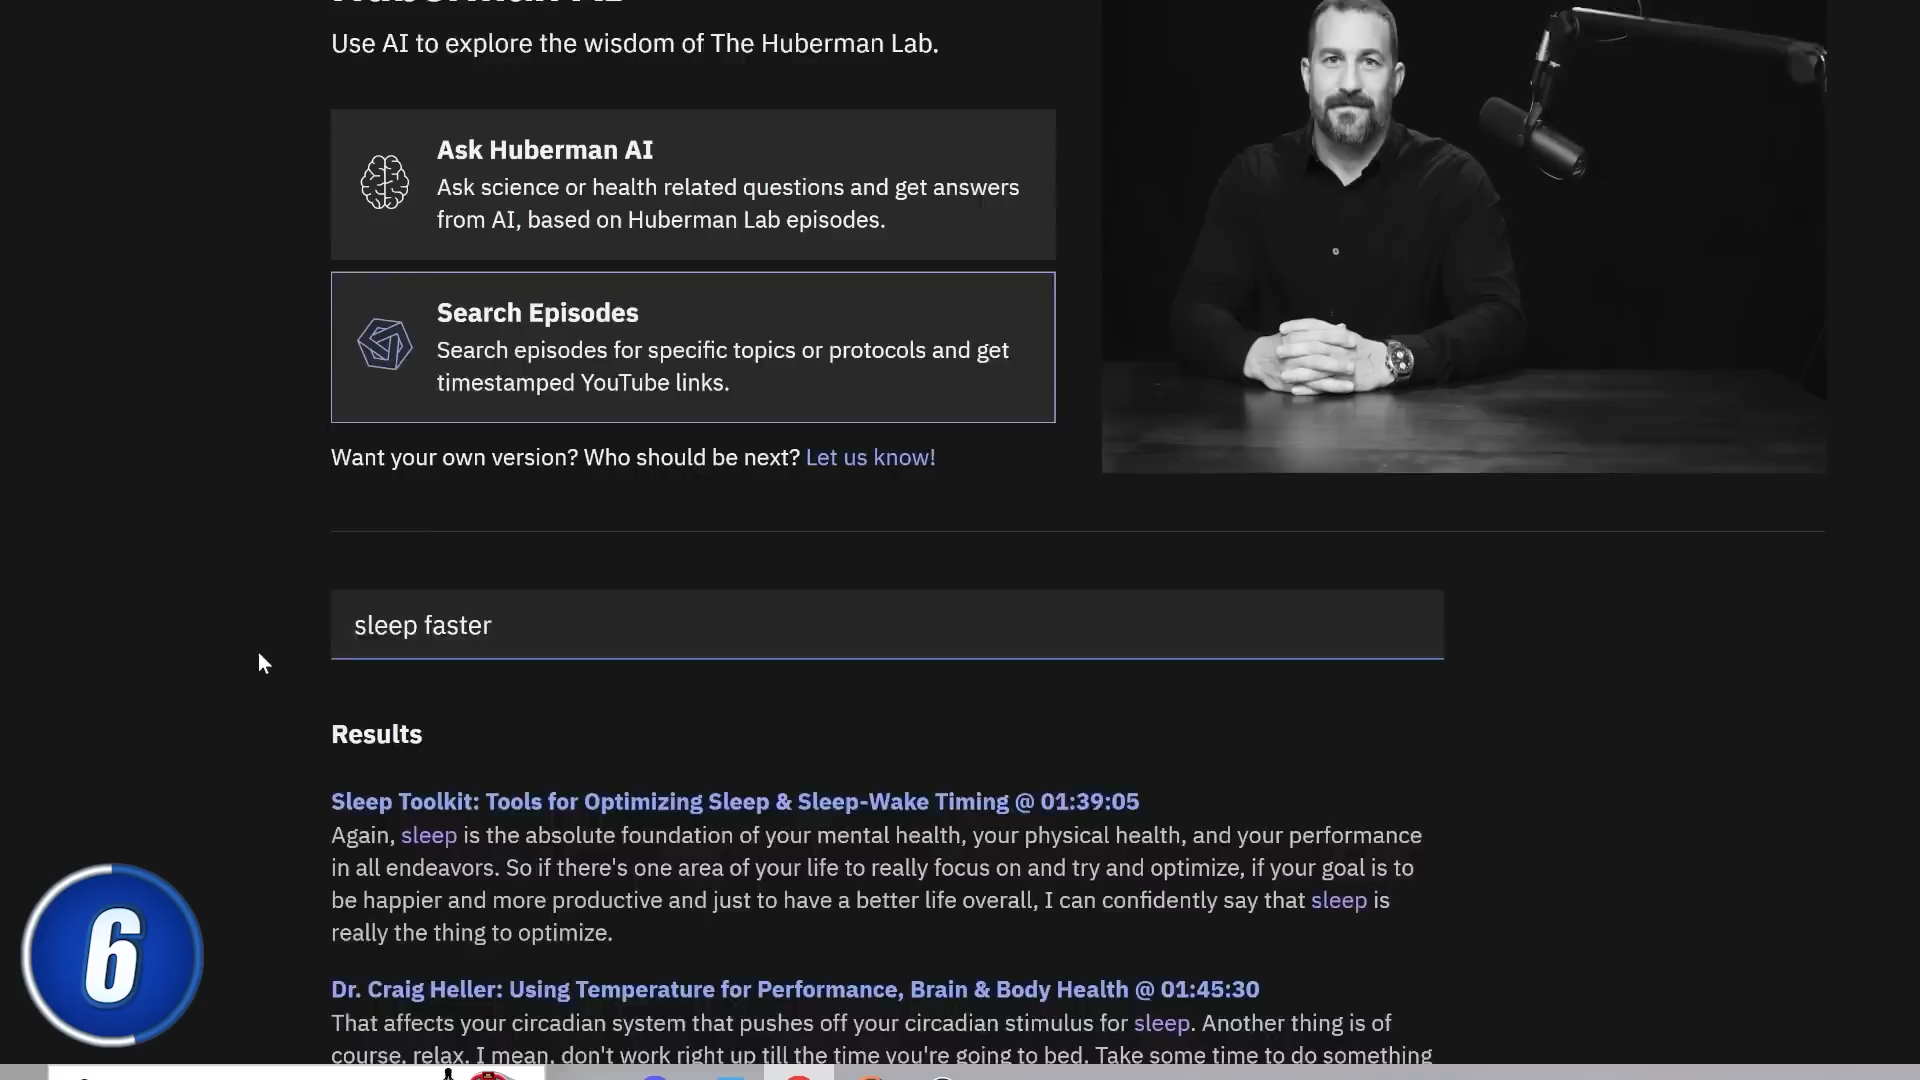 Use AI to explore the wisdom of The Huberman Lab.
Ask Huberman AI
Ask science or health related questions and get answers
from AI, based on Huberman Lab episodes.
Search Episodes
Search episodes for specific topics or protocols and get
timestamped YouTube links.
Want your own version? Who should be next? Let us know!
sleep faster
Results
Sleep Toolkit: Tools for Optimizing Sleep & Sleep-Wake Timing @ 01:39:05
Again, sleep is the absolute foundation of your mental health, your physical health, and your performance
in all endeavors. So if there's one area of your life to really focus on and try and optimize, if your goal is to
be happier and more productive and just to have a better life overall, I can confidently say that sleep is
really the thing to optimize.
Dr. Craig Heller: Using Temperature for Performance, Brain & Body Health @ 01:45:30
That affects your circadian system that pushes off your circadian stimulus for sleep. Another thing is of
course, relax. I mean, don't work right up till the time you're going to bed. Take some time to do something
6